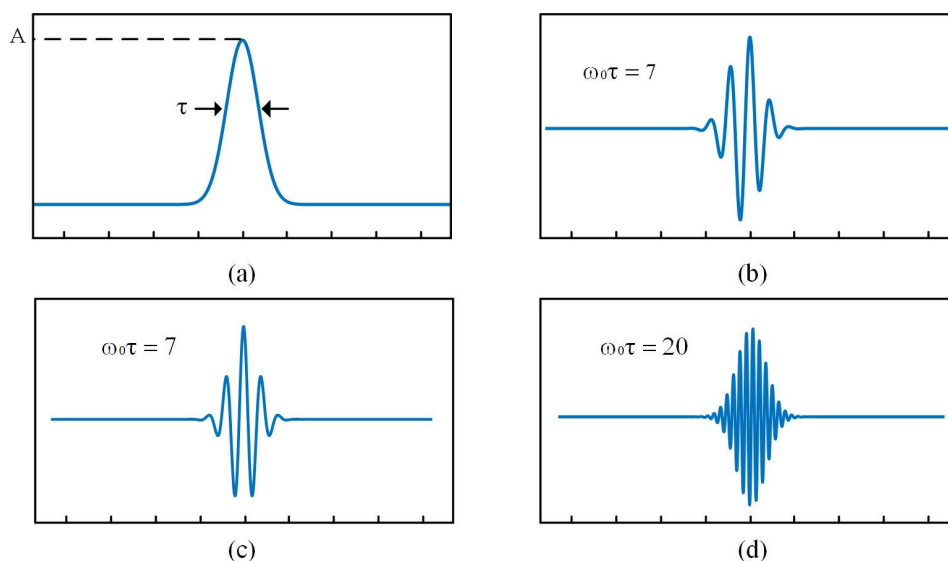 A
τ
(a)
ω₀τ = 7
(b)
ω₀τ = 7
(c)
ω₀τ = 20
(d)